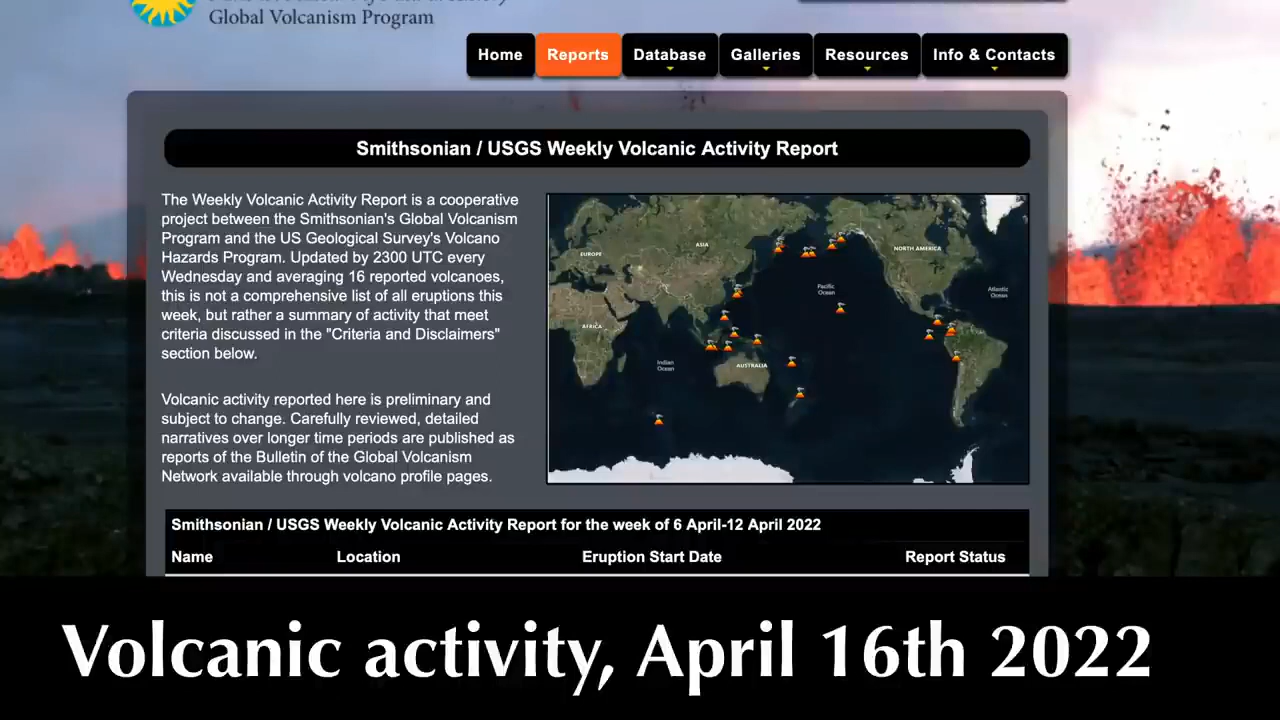 Global Volcanism Program
Home Reports Database Galleries Resources Info & Contacts
Smithsonian / USGS Weekly Volcanic Activity Report
The Weekly Volcanic Activity Report is a cooperative
project between the Smithsonian's Global Volcanism
Program and the US Geological Survey's Volcano
Hazards Program. Updated by 2300 UTC every
Wednesday and averaging 16 reported volcanoes,
this is not a comprehensive list of all eruptions this
week, but rather a summary of activity that meet
criteria discussed in the "Criteria and Disclaimers"
section below.
Volcanic activity reported here is preliminary and
subject to change. Carefully reviewed, detailed
narratives over longer time periods are published as
reports of the Bulletin of the Global Volcanism
Network available through volcano profile pages.
ASIA
NORTH AMERICA
EUROPE
Pacific
Ocean
Atlantic
Ocean
AFRICA
Indian
Ocean
AUSTRALIA
SOUTH AMERICA
Smithsonian / USGS Weekly Volcanic Activity Report for the week of 6 April-12 April 2022
Name Location Eruption Start Date Report Status
Volcanic activity, April 16th 2022